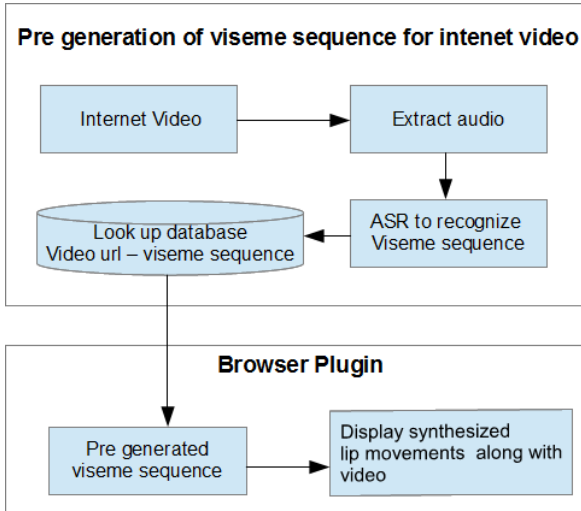 Pre generation of viseme sequence for intenet video
Internet Video
Extract audio
ASR to recognize
Viseme sequence
Look up database
Video url – viseme sequence
Browser Plugin
Pre generated
viseme sequence
Display synthesized
lip movements along with
video